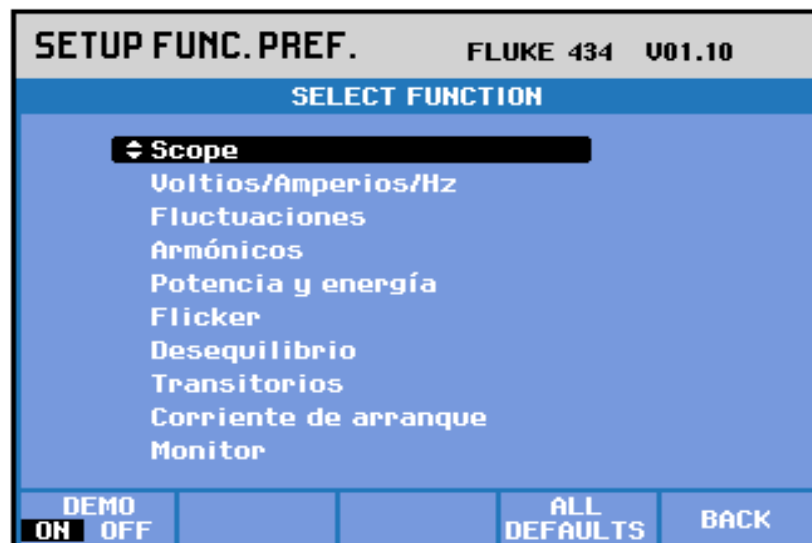 SETUP FUNC. PREF. FLUKE 434 V01.10
SELECT FUNCTION
Scope
Voltios/Amperios/Hz
Fluctuaciones
Armónicos
Potencia y energía
Flicker
Desequilibrio
Transitorios
Corriente de arranque
Monitor
DEMO
ON OFF
ALL
DEFAULTS
BACK